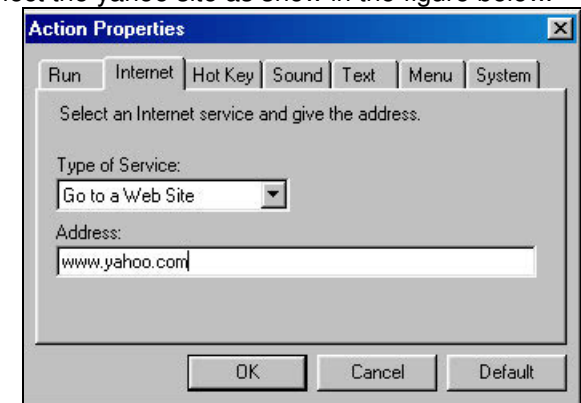 the yahoo site as show in the figure below
Action Properties
Run Internet Hot Key Sound Text Menu System
Select an Internet service and give the address.
Type of Service:
Go to a Web Site
Address:
www.yahoo.com
OK Cancel Default